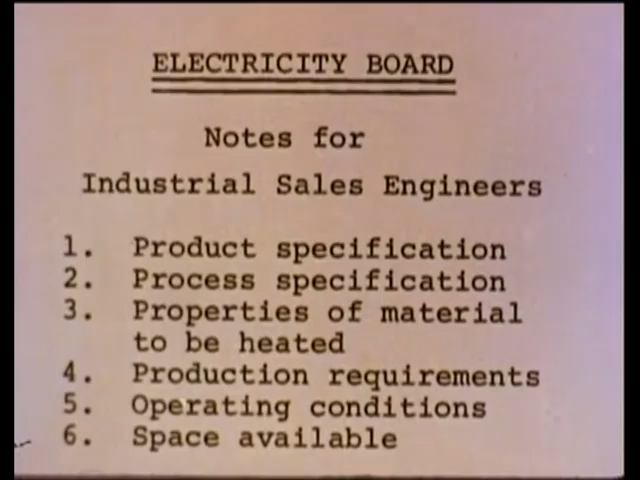 ELECTRICITY BOARD
Notes for
Industrial Sales Engineers
1. Product specification
2. Process specification
3. Properties of material
to be heated
4. Production requirements
5. Operating conditions
6. Space available